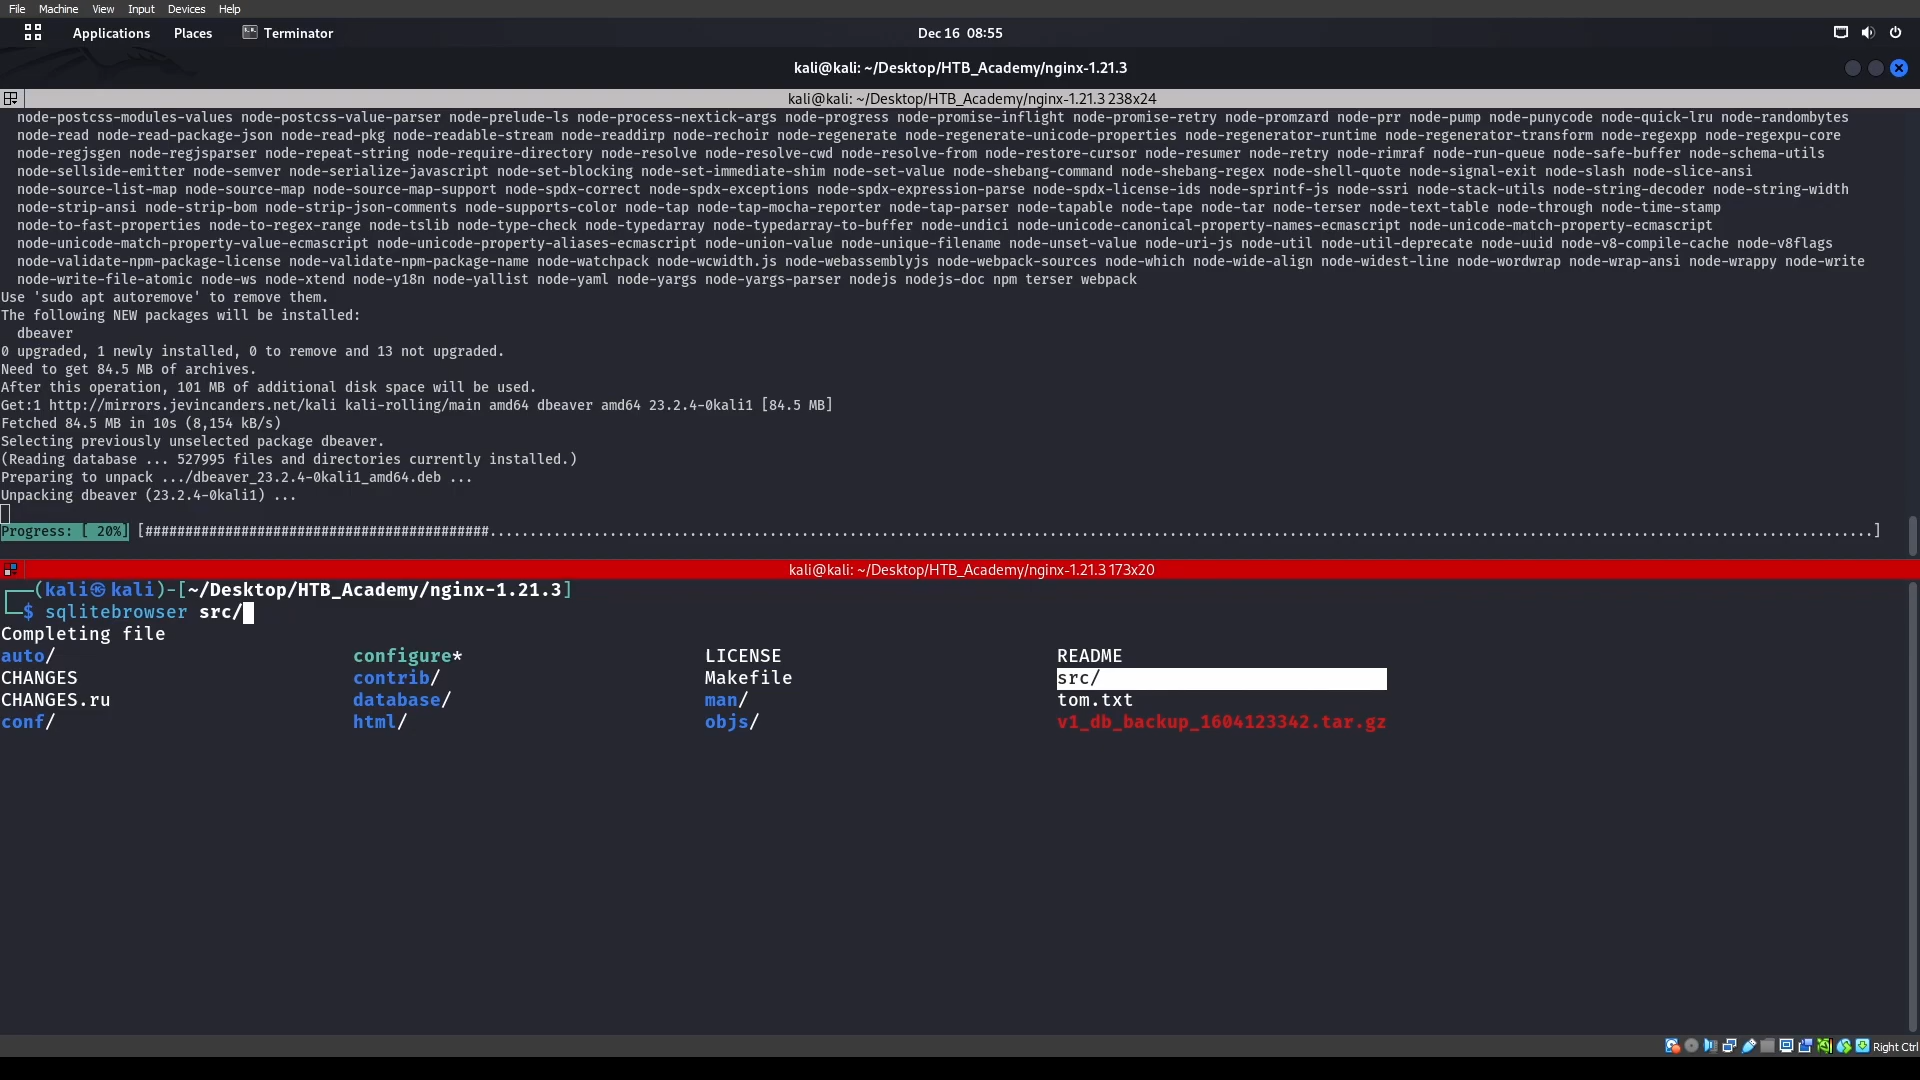 File Machine View Input Devices Help
Applications Places Terminator Dec 16 08:55
kali@kali: ~/Desktop/HTB_Academy/nginx-1.21.3
kali@kali: ~/Desktop/HTB_Academy/nginx-1.21.3 238x24
node-postcss-modules-values node-postcss-value-parser node-prelude-ls node-process-nextick-args node-progress node-promise-inflight node-promise-retry node-promzard node-prr node-pump node-punycode node-quick-lru node-randombytes
node-read node-read-package-json node-read-pkg node-readable-stream node-readdirp node-rechoir node-regenerate node-regenerate-unicode-properties node-regenerator-runtime node-regenerator-transform node-regexpp node-regexpu-core
node-regjsgen node-regjsparser node-repeat-string node-require-directory node-resolve node-resolve-cwd node-resolve-from node-restore-cursor node-resumer node-retry node-rimraf node-run-queue node-safe-buffer node-schema-utils
node-sellside-emitter node-semver node-serialize-javascript node-set-blocking node-set-immediate-shim node-set-value node-shebang-command node-shebang-regex node-shell-quote node-signal-exit node-slash node-slice-ansi
node-source-list-map node-source-map node-source-map-support node-spdx-correct node-spdx-exceptions node-spdx-expression-parse node-spdx-license-ids node-sprintf-js node-ssri node-stack-utils node-string-decoder node-string-width
node-strip-ansi node-strip-bom node-strip-json-comments node-supports-color node-tap node-tap-mocha-reporter node-tap-parser node-tapable node-tape node-tar node-terser node-text-table node-through node-time-stamp
node-to-fast-properties node-to-regex-range node-tslib node-type-check node-typedarray node-typedarray-to-buffer node-undici node-unicode-canonical-property-names-ecmascript node-unicode-match-property-ecmascript
node-unicode-match-property-value-ecmascript node-unicode-property-aliases-ecmascript node-union-value node-unique-filename node-unset-value node-uri-js node-util node-util-deprecate node-uuid node-v8-compile-cache node-v8flags
node-validate-npm-package-license node-validate-npm-package-name node-watchpack node-wcwidth.js node-webassemblyjs node-webpack-sources node-which node-wide-align node-widest-line node-wordwrap node-wrap-ansi node-wrappy node-write
node-write-file-atomic node-ws node-xtend node-y18n node-yallist node-yaml node-yargs node-yargs-parser nodejs nodejs-doc npm terser webpack
Use 'sudo apt autoremove' to remove them.
The following NEW packages will be installed:
dbeaver
0 upgraded, 1 newly installed, 0 to remove and 13 not upgraded.
Need to get 84.5 MB of archives.
After this operation, 101 MB of additional disk space will be used.
Get:1 http://mirrors.jevincanders.net/kali kali-rolling/main amd64 dbeaver amd64 23.2.4-0kali1 [84.5 MB]
Fetched 84.5 MB in 10s (8,154 kB/s)
Selecting previously unselected package dbeaver.
(Reading database ... 527995 files and directories currently installed.)
Preparing to unpack .../dbeaver_23.2.4-0kali1_amd64.deb ...
Unpacking dbeaver (23.2.4-0kali1) ...
Progress: [ 20%] [###########################################.............................................................................................................................................................................]
kali@kali: ~/Desktop/HTB_Academy/nginx-1.21.3 173x20
┌──(kali㉿kali)-[~/Desktop/HTB_Academy/nginx-1.21.3]
└─$ sqlitebrowser src/
Completing file
auto/ configure* LICENSE README
CHANGES contrib/ Makefile src/
CHANGES.ru database/ man/ tom.txt
conf/ html/ objs/ v1_db_backup_1604123342.tar.gz
Right Ctrl